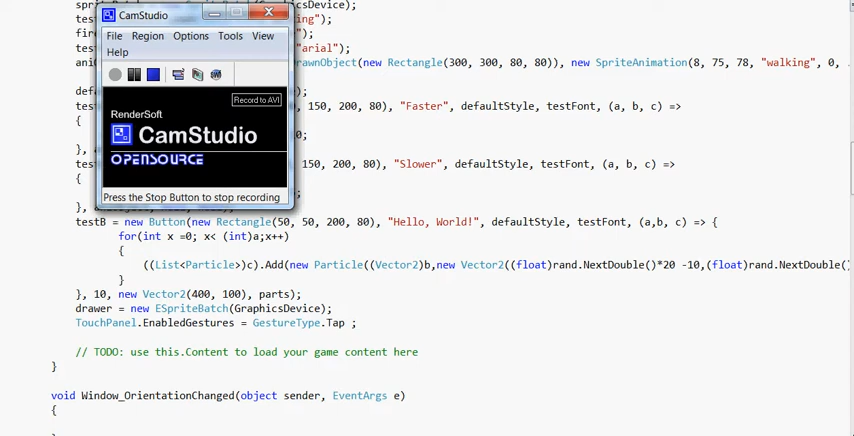 GraphicsDevice);
CamStudio
ing");
File Region Options Tools View
Help
");
"arial");
DrawnObject(new Rectangle(300, 300, 80, 80)), new SpriteAnimation(8, 75, 78, "walking", 0,
Record to AVI
);
150, 200, 80), "Faster", defaultStyle, testFont, (a, b, c) =>
RenderSoft
CamStudio
OPENSOURCE
{
},
150, 200, 80), "Slower", defaultStyle, testFont, (a, b, c) =>
{
Press the Stop Button to stop recording
},
testB = new Button(new Rectangle(50, 50, 200, 80), "Hello, World!", defaultStyle, testFont, (a,b, c) => {
for(int x =0; x< (int)a;x++)
{
((List<Particle>)c).Add(new Particle((Vector2)b,new Vector2((float)rand.NextDouble()*20 -10,(float)rand.NextDouble()
}
}, 10, new Vector2(400, 100), parts);
drawer = new ESpriteBatch(GraphicsDevice);
TouchPanel.EnabledGestures = GestureType.Tap ;
// TODO: use this.Content to load your game content here
}
void Window_OrientationChanged(object sender, EventArgs e)
{